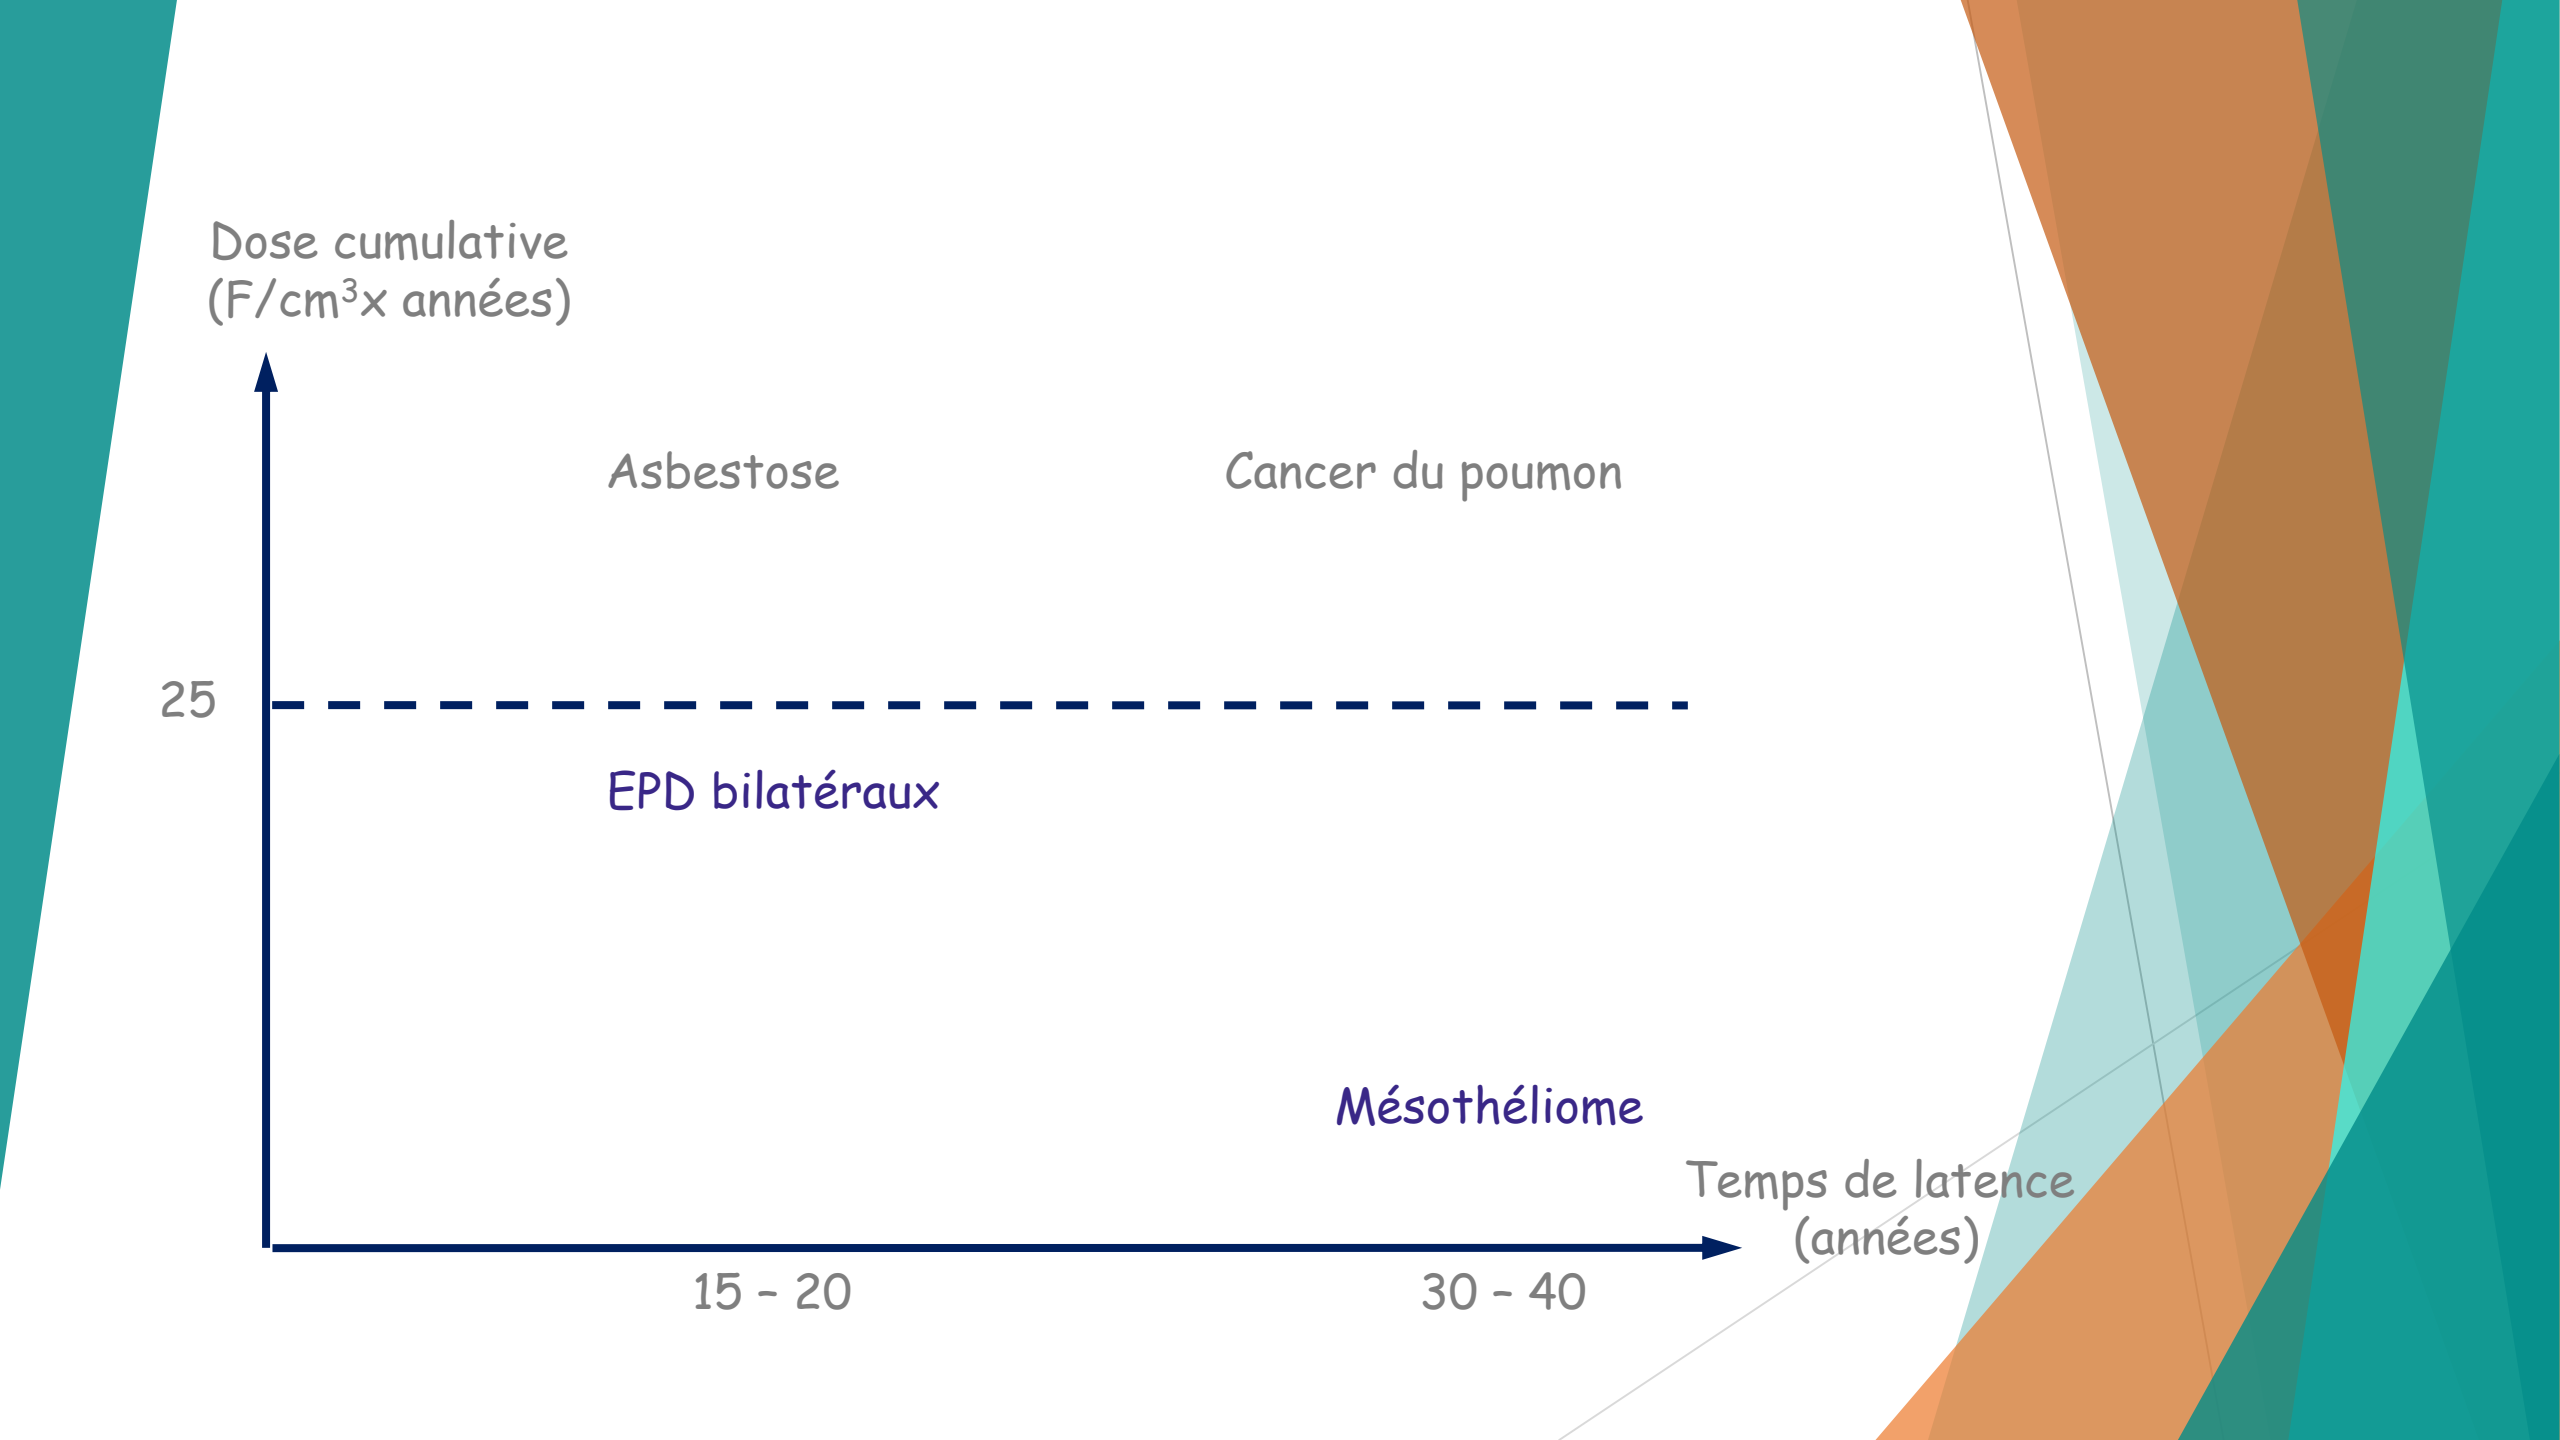 Dose cumulative
(F/cm³x années)
Asbestose
Cancer du poumon
25
EPD bilatéraux
Mésothéliome
Temps de latence
(années)
15 – 20
30 – 40